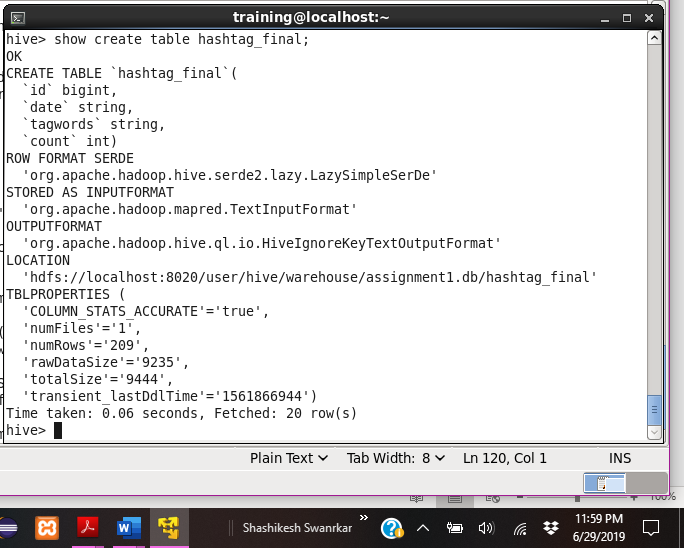 training@localhost:~
hive> show create table hashtag_final;
OK
CREATE TABLE `hashtag_final`(
  `id` bigint,
  `date` string,
  `tagwords` string,
  `count` int)
ROW FORMAT SERDE
  'org.apache.hadoop.hive.serde2.lazy.LazySimpleSerDe'
STORED AS INPUTFORMAT
  'org.apache.hadoop.mapred.TextInputFormat'
OUTPUTFORMAT
  'org.apache.hadoop.hive.ql.io.HiveIgnoreKeyTextOutputFormat'
LOCATION
  'hdfs://localhost:8020/user/hive/warehouse/assignment1.db/hashtag_final'
TBLPROPERTIES (
  'COLUMN_STATS_ACCURATE'='true',
  'numFiles'='1',
  'numRows'='209',
  'rawDataSize'='9235',
  'totalSize'='9444',
  'transient_lastDdlTime'='1561866944')
Time taken: 0.06 seconds, Fetched: 20 row(s)
hive>
Plain Text Tab Width: 8 Ln 120, Col 1 INS
100%
Shashikesh Swanrkar » 11:59 PM
6/29/2019